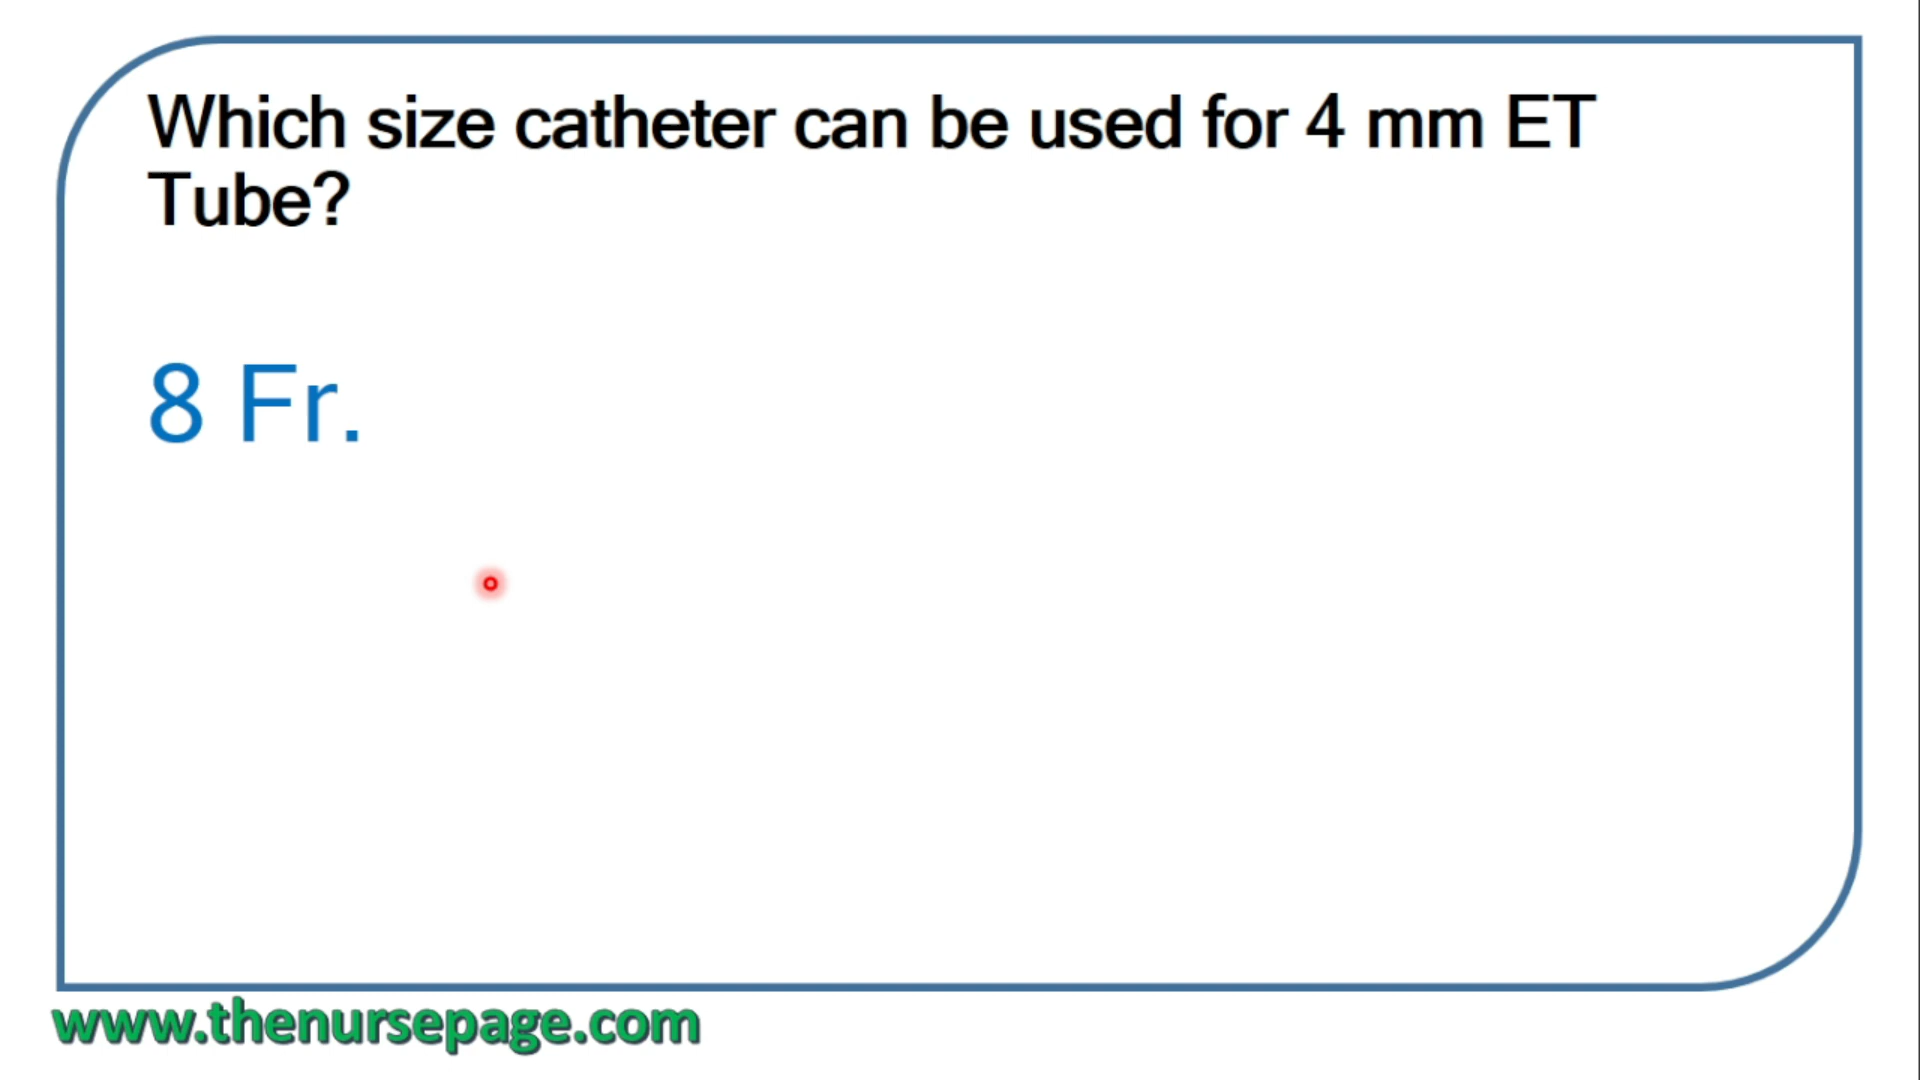 Which size catheter can be used for 4 mm ET
Tube?
8 Fr.
www.thenursepage.com